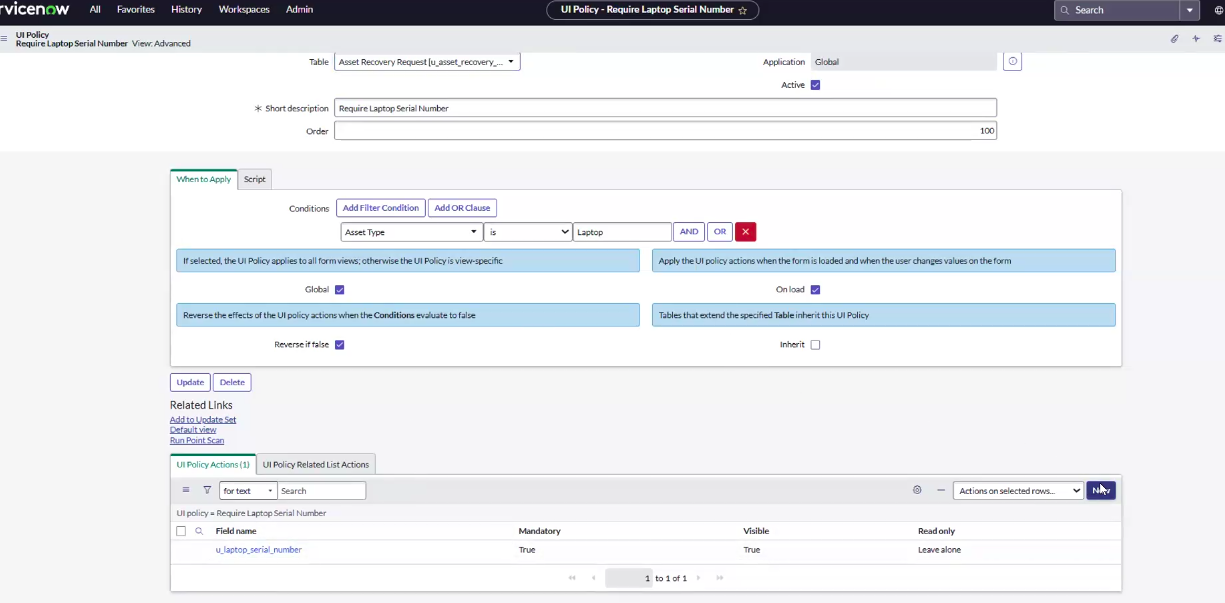 rvicenow All Favorites History Workspaces Admin UI Policy - Require Laptop Serial Number Search
UI Policy
Require Laptop Serial Number View: Advanced
Table Asset Recovery Request [u_asset_recovery_... Application Global
Active
Short description Require Laptop Serial Number
Order 100
When to Apply Script
Conditions Add Filter Condition Add OR Clause
Asset Type is Laptop AND OR
If selected, the UI Policy applies to all form views; otherwise the UI Policy is view-specific Apply the UI policy actions when the form is loaded and when the user changes values on the form
Global On load
Reverse the effects of the UI policy actions when the Conditions evaluate to false Tables that extend the specified Table inherit this UI Policy
Reverse if false Inherit
Update Delete
Related Links
Add to Update Set
Default view
Run Point Scan
UI Policy Actions (1) UI Policy Related List Actions
for text Search Actions on selected rows...
UI policy = Require Laptop Serial Number
Field name Mandatory Visible Read only
u_laptop_serial_number True True Leave alone
1 to 1 of 1